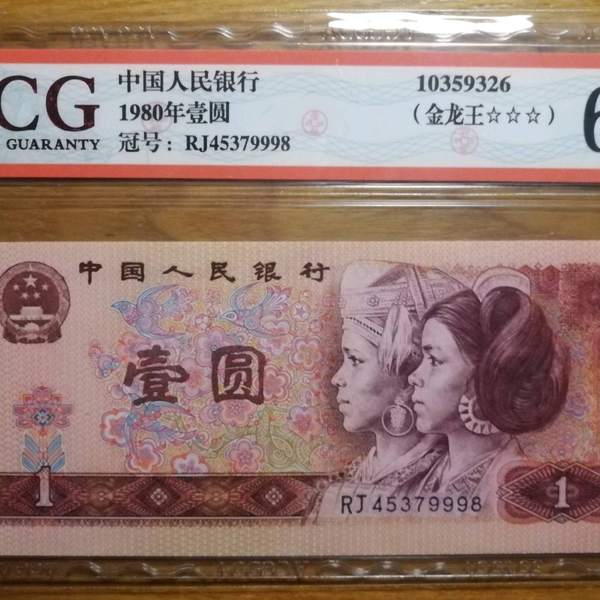 CG
GUARANTY
中国人民银行
1980年壹圆
冠号: RJ45379998
10359326
(金龙王☆☆☆)
6
中国人民银行
壹圆
RJ45379998
1
1